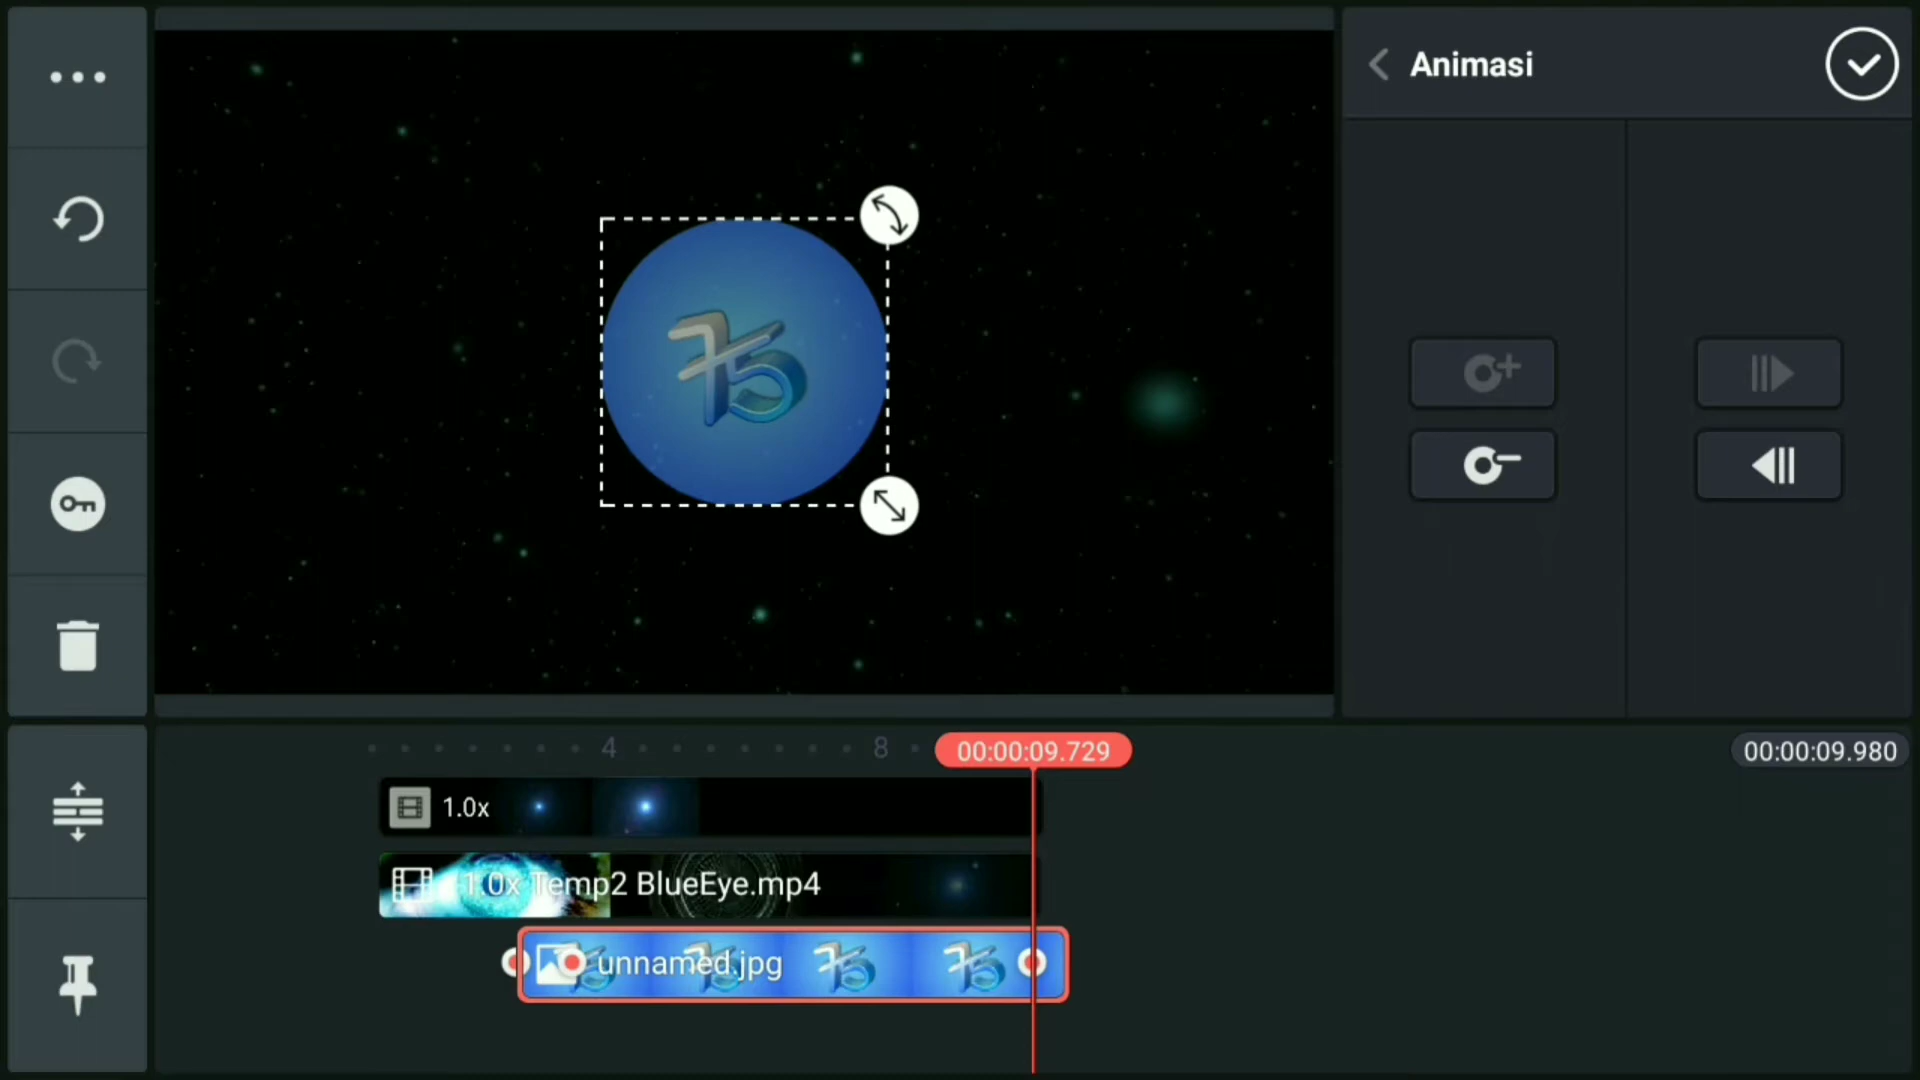 Animasi
4 8 00:00:09.729 00:00:09.980
1.0x
1.0x Temp2 BlueEye.mp4
unnamed.jpg